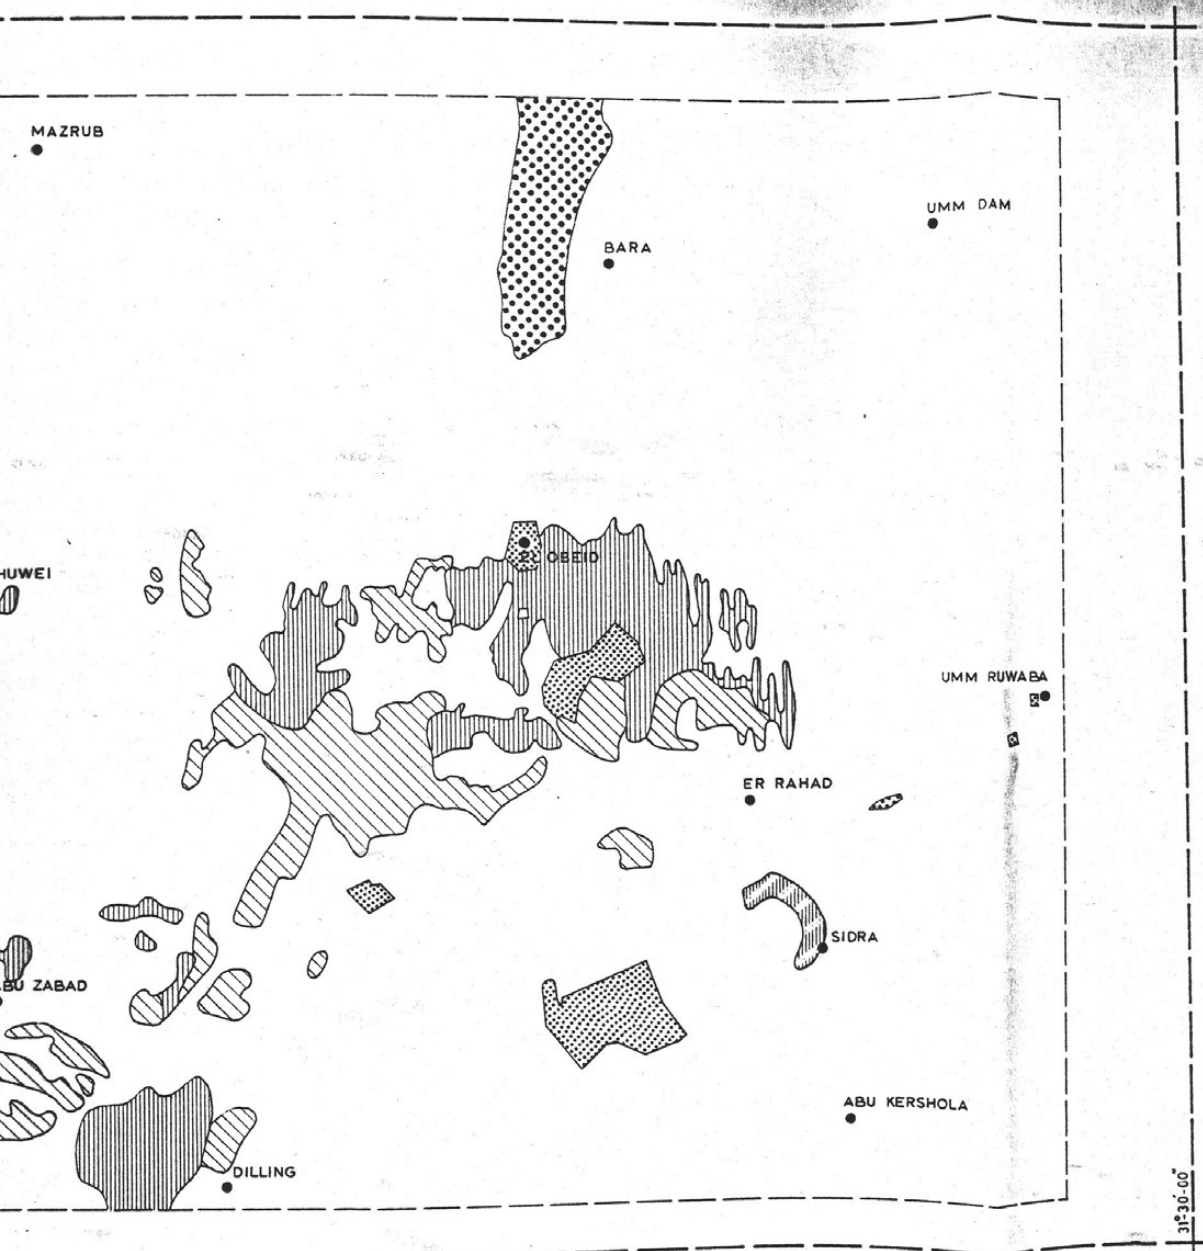 MAZRUB
UMM DAM
BARA
EL OBEID
HUWEI
UMM RUWABA
ER RAHAD
SIDRA
ABU ZABAD
ABU KERSHOLA
DILLING
31°-30'-00"